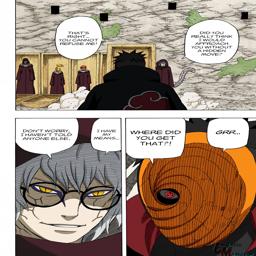 DID YOU
REALLY THINK
I WOULD
APPROACH
YOU WITHOUT
A HIDDEN
MOVE?
THAT'S
RIGHT...
YOU CANNOT
REFUSE ME!
GRR...
WHERE DID
YOU GET
THAT?!
I HAVE
MY
MEANS...
DON'T WORRY,
I HAVEN'T TOLD
ANYONE ELSE.